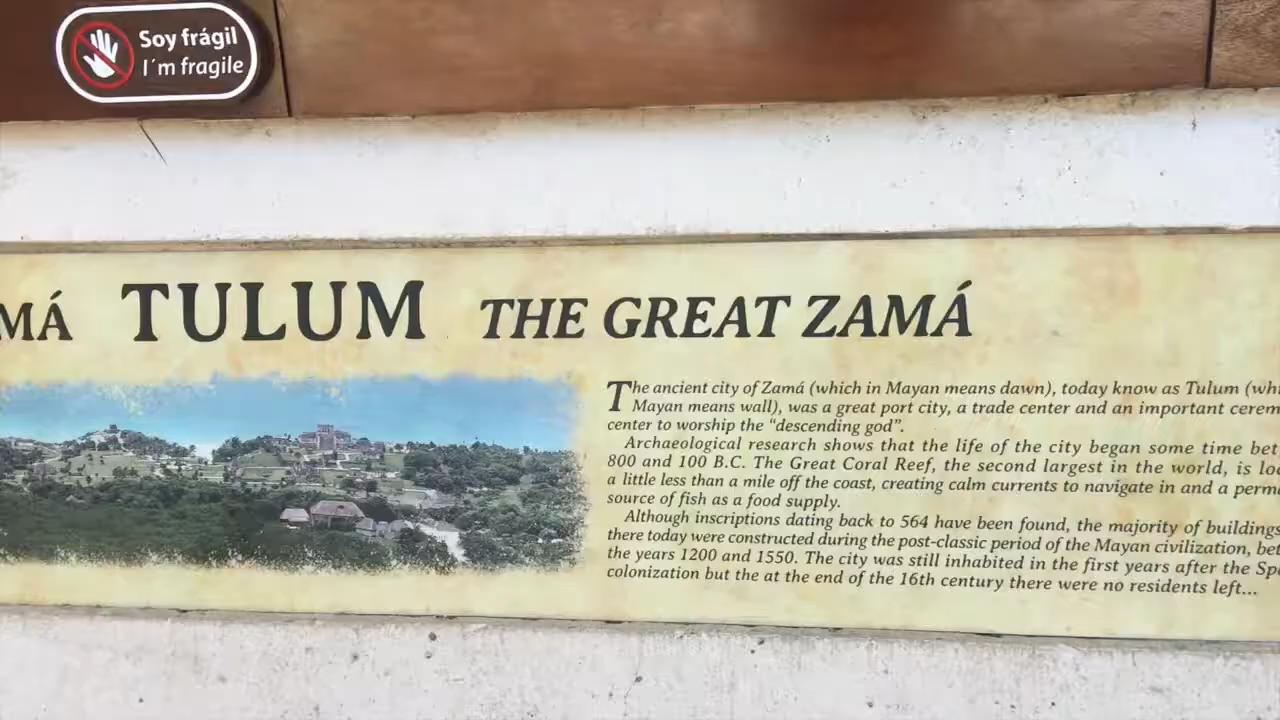 Soy frágil
I´m fragile
MÁ TULUM THE GREAT ZAMÁ
The ancient city of Zamá (which in Mayan means dawn), today know as Tulum (wh
Mayan means wall), was a great port city, a trade center and an important cerem
center to worship the “descending god”.
Archaeological research shows that the life of the city began some time bet
800 and 100 B.C. The Great Coral Reef, the second largest in the world, is loc
a little less than a mile off the coast, creating calm currents to navigate in and a perm
source of fish as a food supply.
Although inscriptions dating back to 564 have been found, the majority of buildings
there today were constructed during the post-classic period of the Mayan civilization, bet
the years 1200 and 1550. The city was still inhabited in the first years after the Spa
colonization but the at the end of the 16th century there were no residents left...